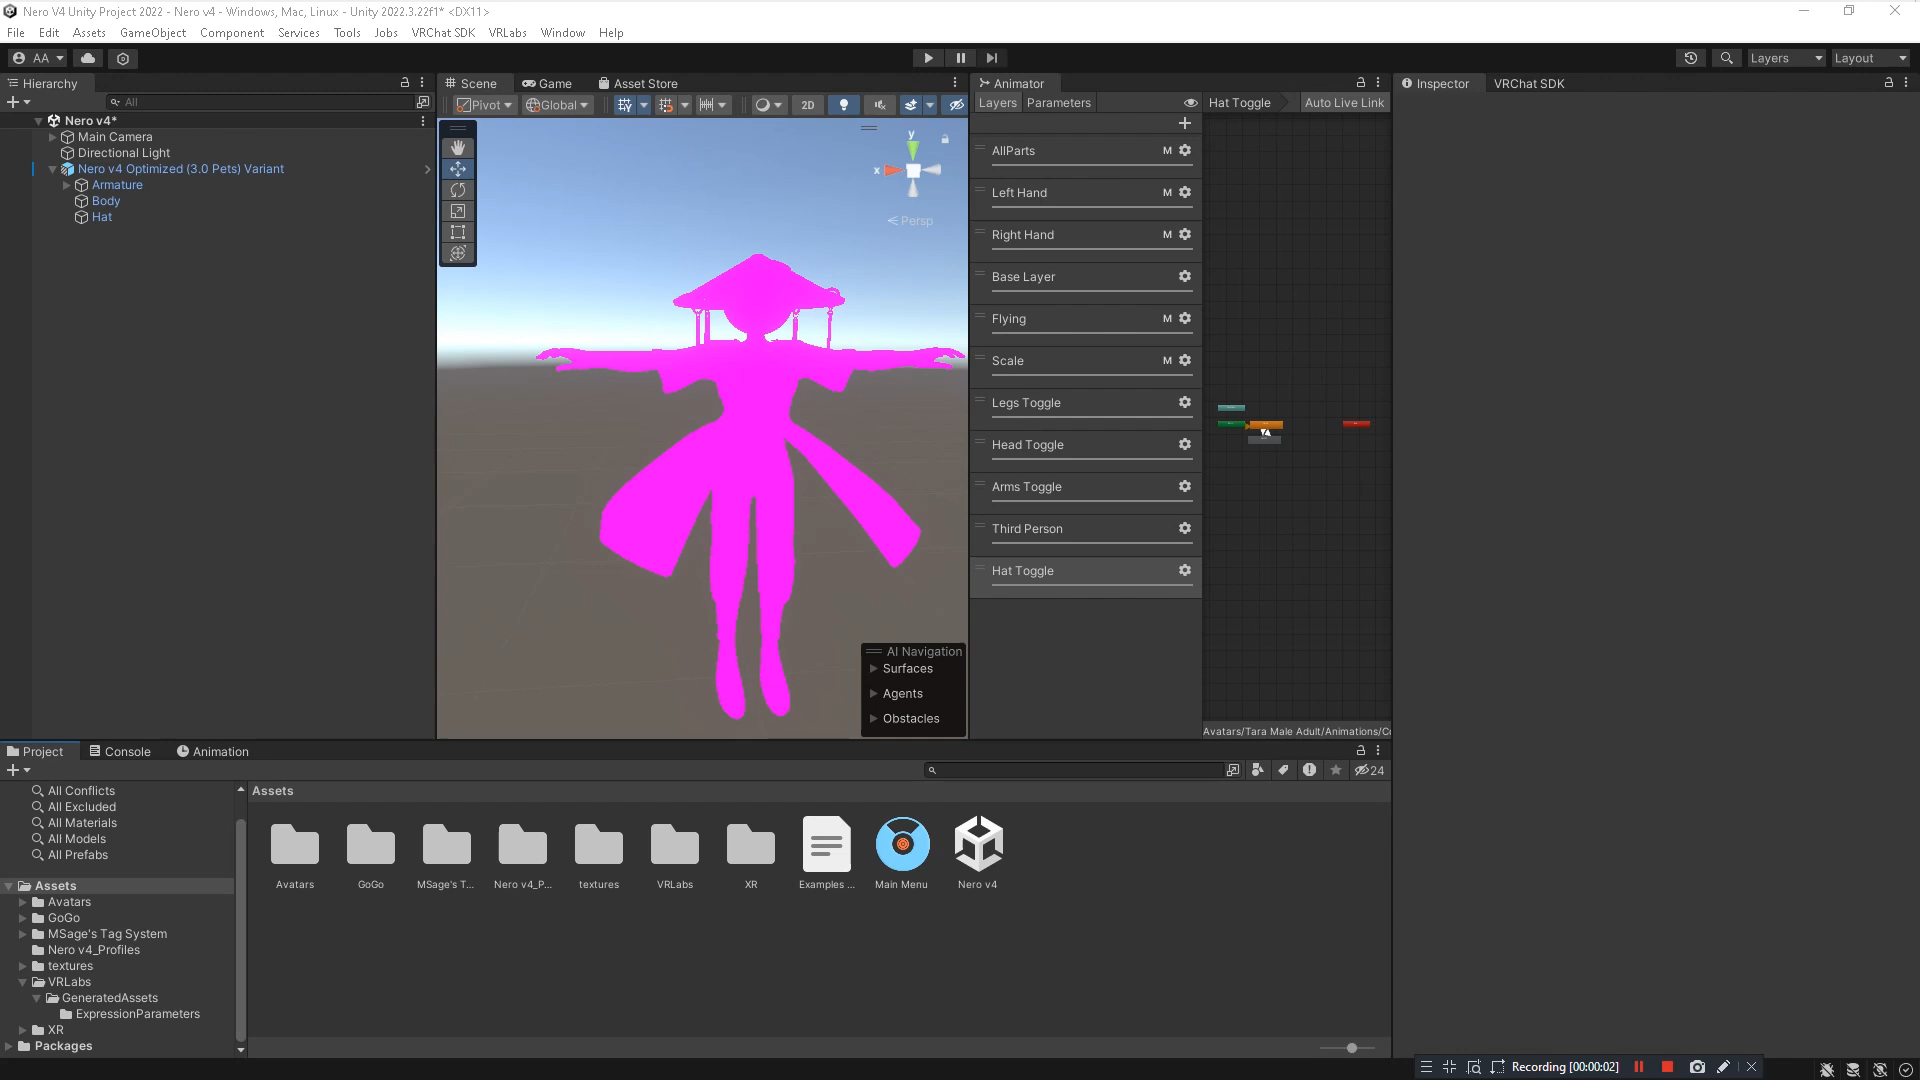 Nero V4 Unity Project 2022 - Nero v4 - Windows, Mac, Linux - Unity 2022.3.22f1* <DX11>
File Edit Assets GameObject Component Services Tools Jobs VRChat SDK VRLabs Window Help
AA
Layers Layout
Hierarchy
All
Nero v4*
Main Camera
Directional Light
Nero v4 Optimized (3.0 Pets) Variant
Armature
Body
Hat
Scene Game Asset Store
Pivot Global 2D
y
x
Persp
AI Navigation
Surfaces
Agents
Obstacles
Animator
Layers Parameters Hat Toggle Auto Live Link
AllParts M
Left Hand M
Right Hand M
Base Layer
Flying M
Scale M
Legs Toggle
Head Toggle
Arms Toggle
Third Person
Hat Toggle
Avatars/Tara Male Adult/Animations/Co
Inspector VRChat SDK
Project Console Animation
24
All Conflicts
All Excluded
All Materials
All Models
All Prefabs
Assets
Avatars
GoGo
MSage's Tag System
Nero v4_Profiles
textures
VRLabs
GeneratedAssets
ExpressionParameters
XR
Packages
Assets
Avatars GoGo MSage's T... Nero v4_P... textures VRLabs XR Examples ... Main Menu Nero v4
Recording [00:00:02]